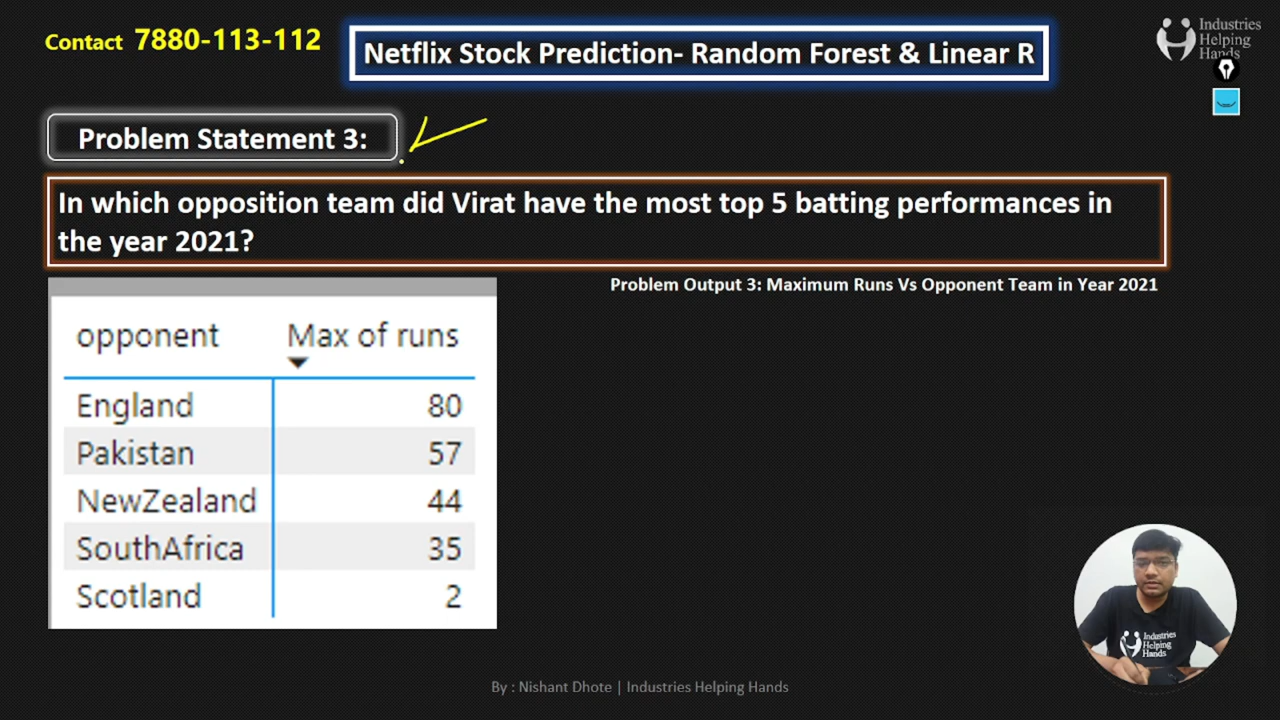 Contact 7880-113-112
Netflix Stock Prediction- Random Forest & Linear R
Industries
Helping
Hands
Problem Statement 3:
In which opposition team did Virat have the most top 5 batting performances in
the year 2021?
Problem Output 3: Maximum Runs Vs Opponent Team in Year 2021
opponent Max of runs
England 80
Pakistan 57
NewZealand 44
SouthAfrica 35
Scotland 2
Industries
Helping
Hands
By : Nishant Dhote | Industries Helping Hands